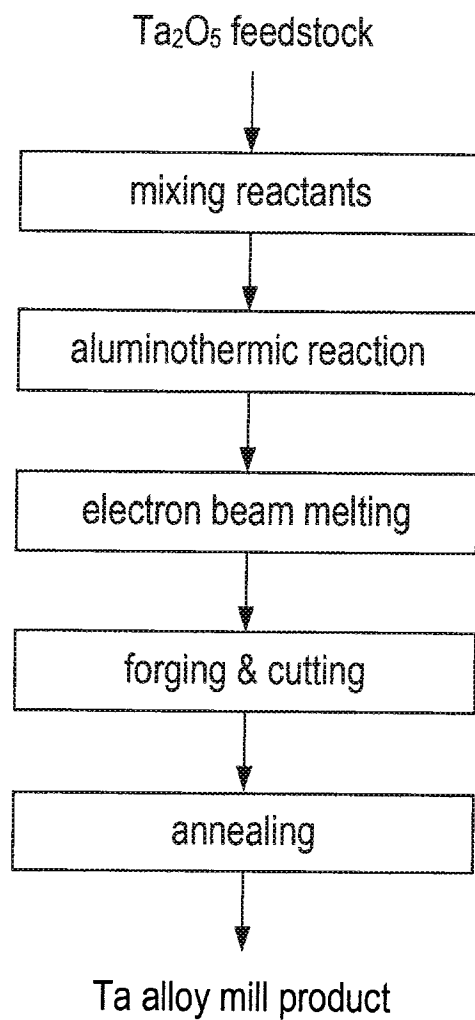 Ta₂O₅ feedstock
mixing reactants
aluminothermic reaction
electron beam melting
forging & cutting
annealing
Ta alloy mill product